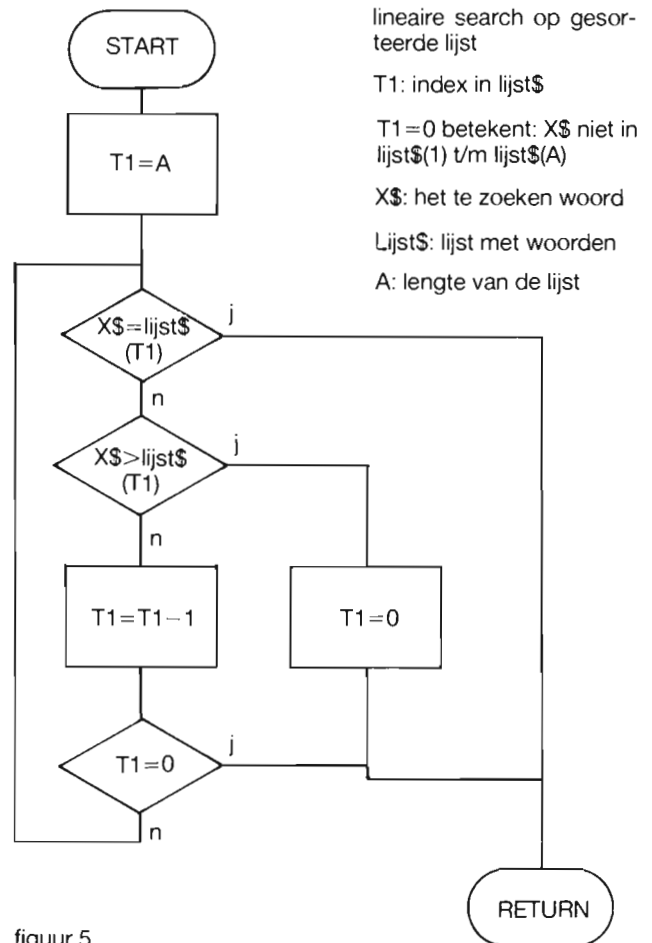 START
lineaire search op gesor-
teerde lijst
T1: index in lijst$
T1=0 betekent: X$ niet in
lijst$(1) t/m lijst$(A)
X$: het te zoeken woord
Lijst$: lijst met woorden
A: lengte van de lijst
T1=A
X$=lijst$
(T1)
j
n
X$>lijst$
(T1)
j
n
T1=T1−1
T1=0
T1=0
j
n
RETURN
figuur 5